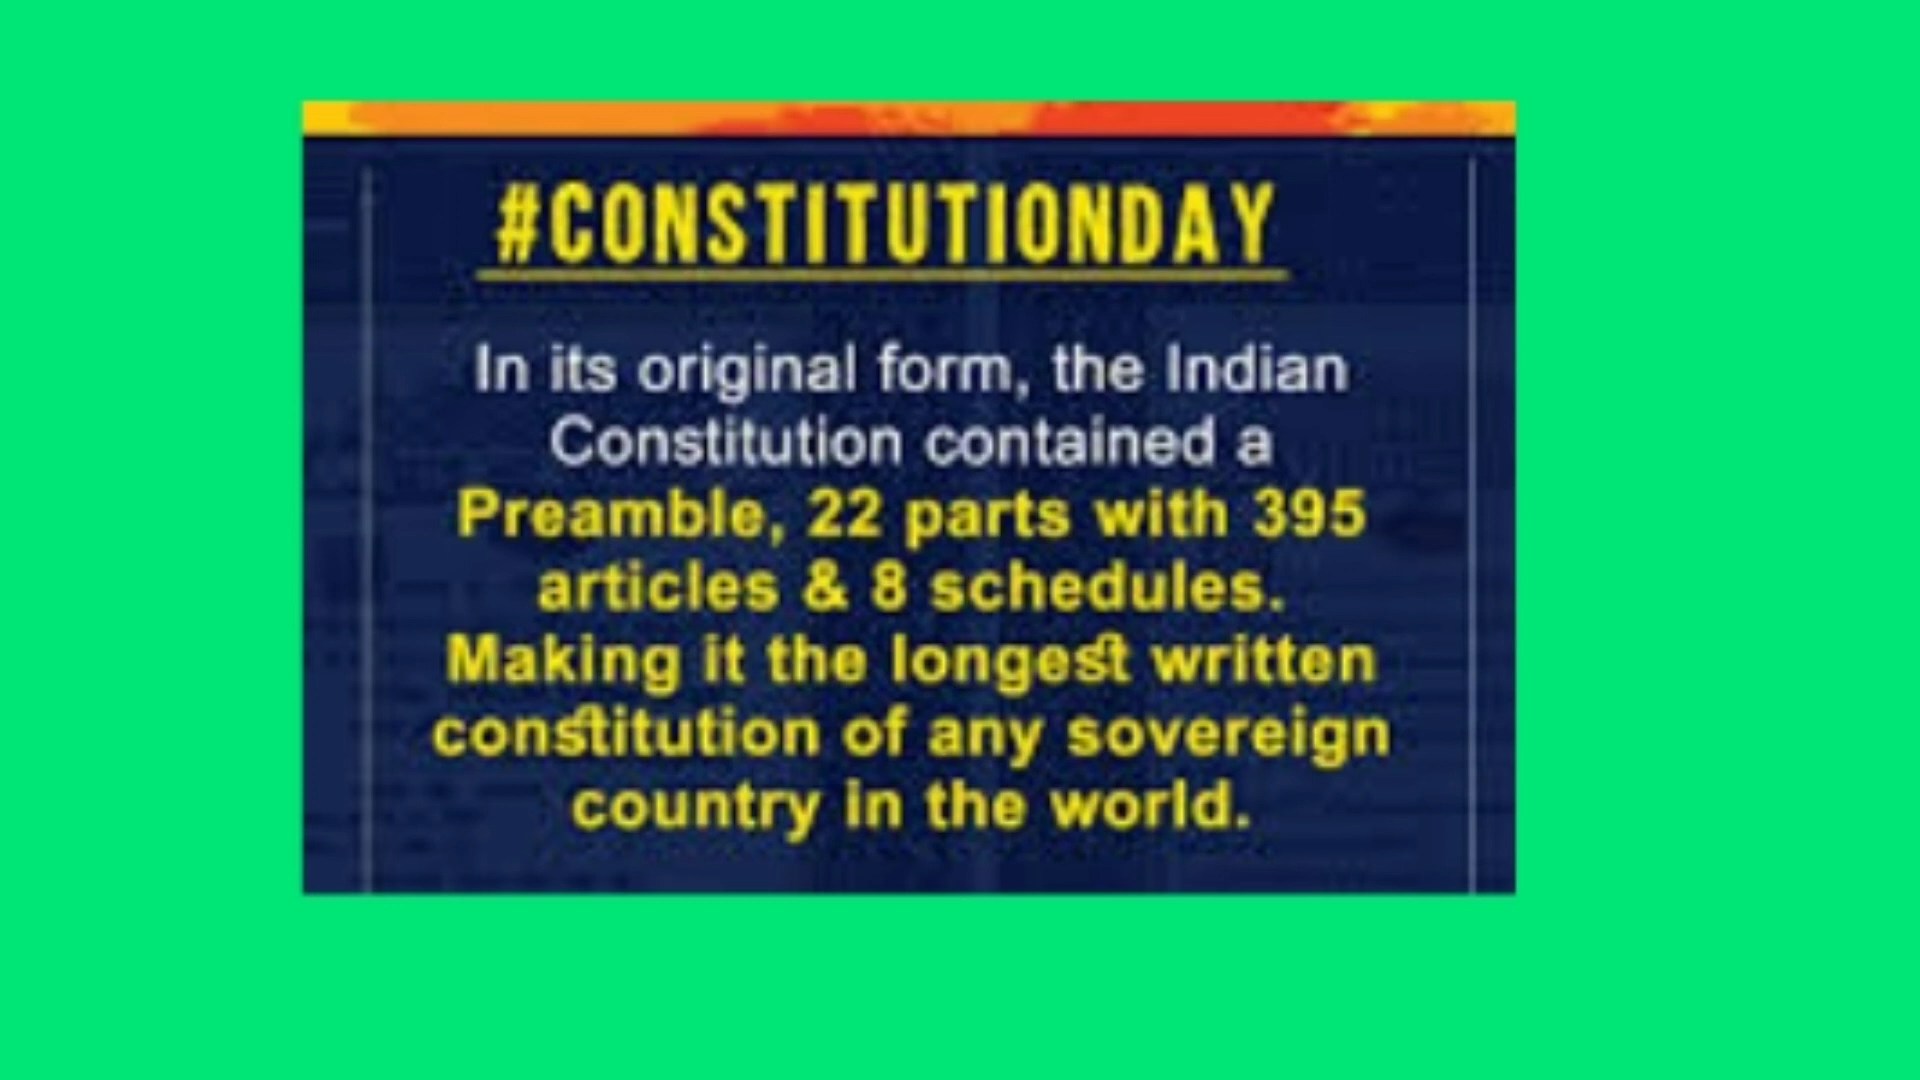 #CONSTITUTIONDAY
In its original form, the Indian
Constitution contained a
Preamble, 22 parts with 395
articles & 8 schedules.
Making it the longest written
constitution of any sovereign
country in the world.